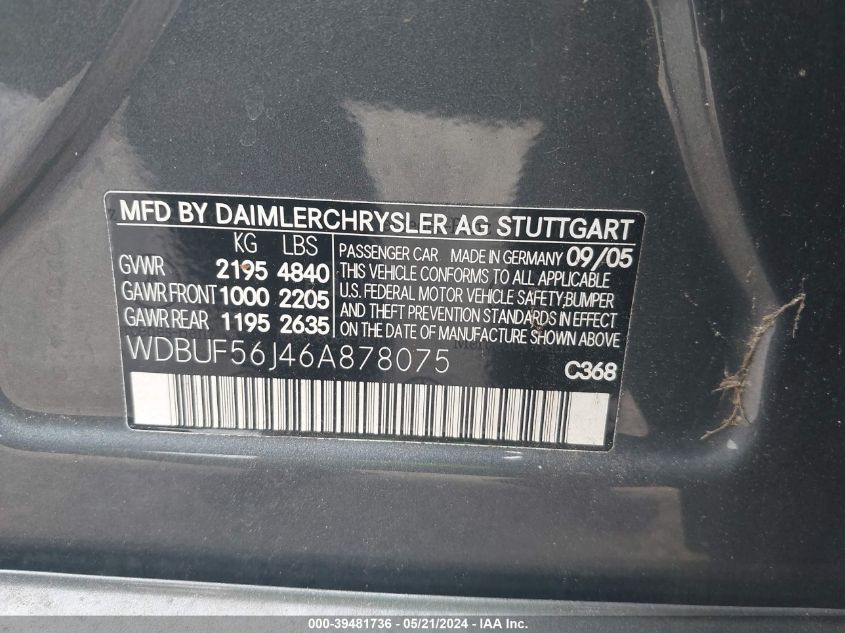 MFD BY DAIMLERCHRYSLER AG STUTTGART
KG LBS
GVWR 2195 4840
GAWR FRONT 1000 2205
GAWR REAR 1195 2635
PASSENGER CAR MADE IN GERMANY 09/05
THIS VEHICLE CONFORMS TO ALL APPLICABLE
U.S. FEDERAL MOTOR VEHICLE SAFETY,BUMPER
AND THEFT PREVENTION STANDARDS IN EFFECT
ON THE DATE OF MANUFACTURING SHOWN ABOVE
WDBUF56J46A878075
C368
000-39481736 - 05/21/2024 - IAA Inc.